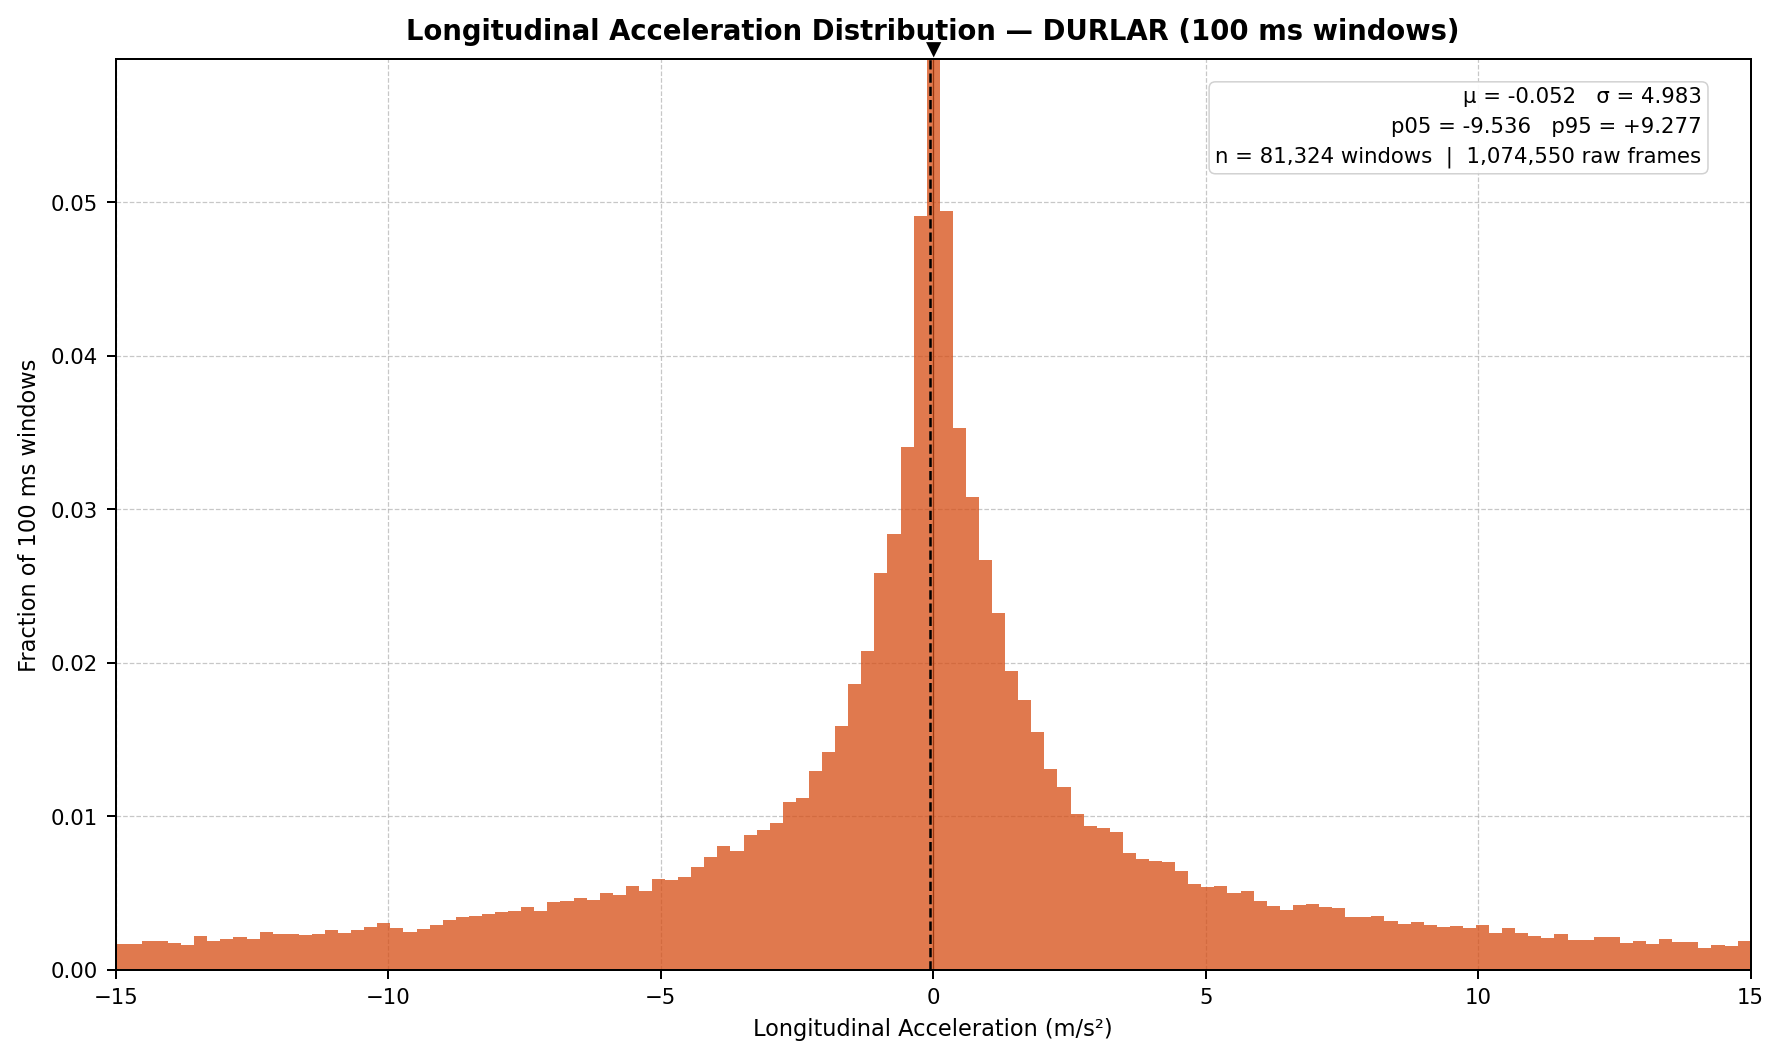 Longitudinal Acceleration Distribution — DURLAR (100 ms windows)
μ = -0.052   σ = 4.983
p05 = -9.536   p95 = +9.277
n = 81,324 windows  |  1,074,550 raw frames
Fraction of 100 ms windows
0.05
0.04
0.03
0.02
0.01
0.00
−15
−10
−5
0
5
10
15
Longitudinal Acceleration (m/s²)